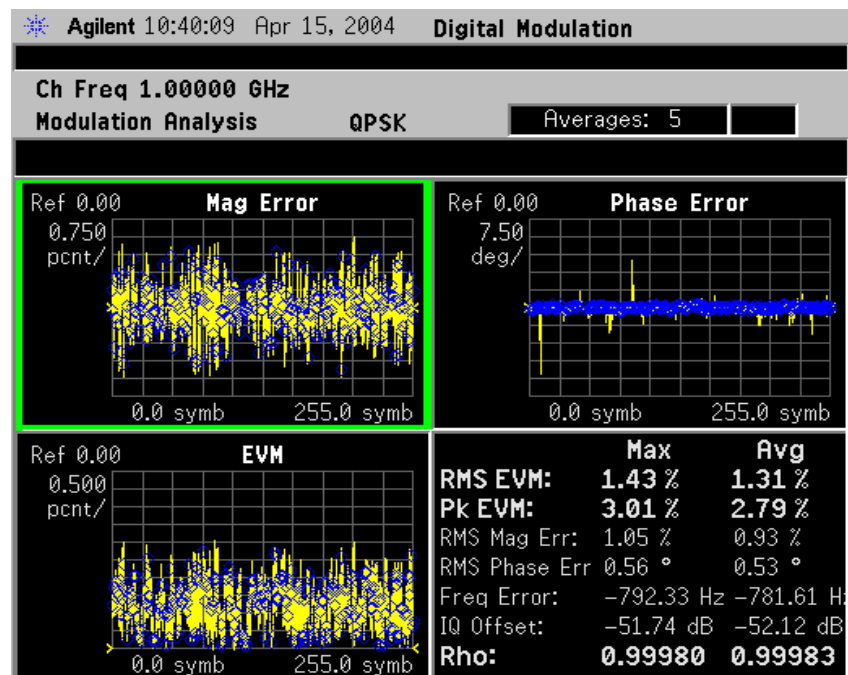 Agilent 10:40:09 Apr 15, 2004 Digital Modulation
Ch Freq 1.00000 GHz
Modulation Analysis QPSK Averages: 5
Ref 0.00 Mag Error
0.750
pcnt/
0.0 symb 255.0 symb
Ref 0.00 Phase Error
7.50
deg/
0.0 symb 255.0 symb
Ref 0.00 EVM
0.500
pcnt/
0.0 symb 255.0 symb
Max Avg
RMS EVM: 1.43 % 1.31 %
Pk EVM: 3.01 % 2.79 %
RMS Mag Err: 1.05 % 0.93 %
RMS Phase Err 0.56 ° 0.53 °
Freq Error: -792.33 Hz -781.61 Hz
IQ Offset: -51.74 dB -52.12 dB
Rho: 0.99980 0.99983